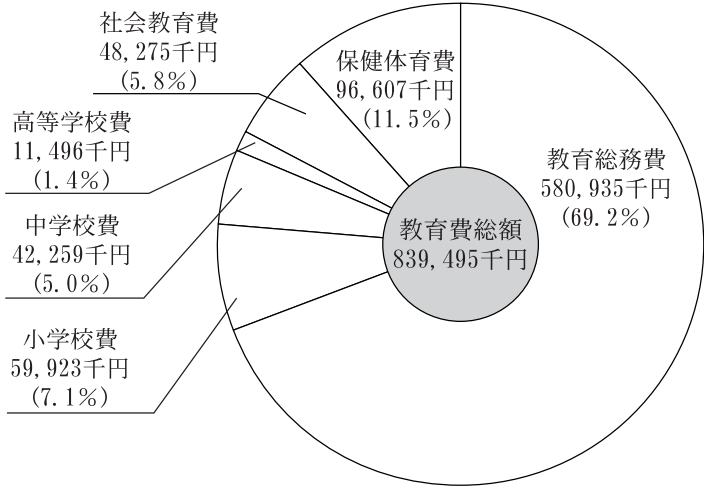 社会教育費
48,275千円
(5.8%)
保健体育費
96,607千円
(11.5%)
高等学校費
11,496千円
(1.4%)
教育総務費
580,935千円
(69.2%)
中学校費
42,259千円
(5.0%)
教育費総額
839,495千円
小学校費
59,923千円
(7.1%)